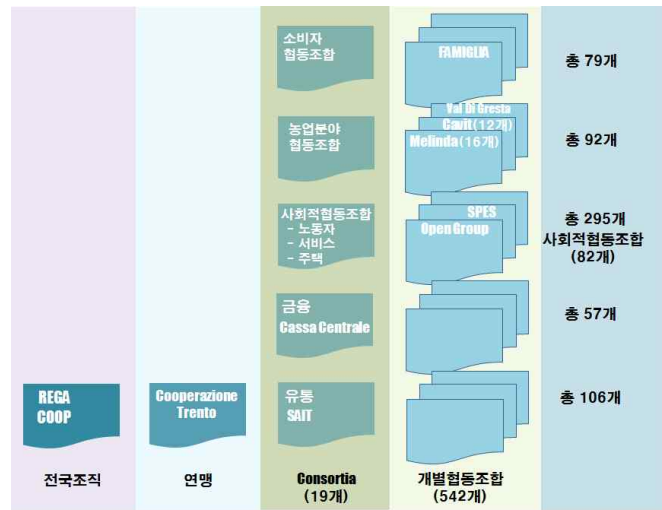 소비자
협동조합
FAMIGLIA
총 79개
농업분야
협동조합
Val Di Gresta
Cavit(12개)
Melinda(16개)
총 92개
사회적협동조합
- 노동자
- 서비스
- 주택
SPES
Open Group
총 295개
사회적협동조합
(82개)
금융
Cassa Centrale
총 57개
REGA
COOP
Cooperazione
Trento
유통
SAIT
총 106개
전국조직
연맹
Consortia
(19개)
개별협동조합
(542개)